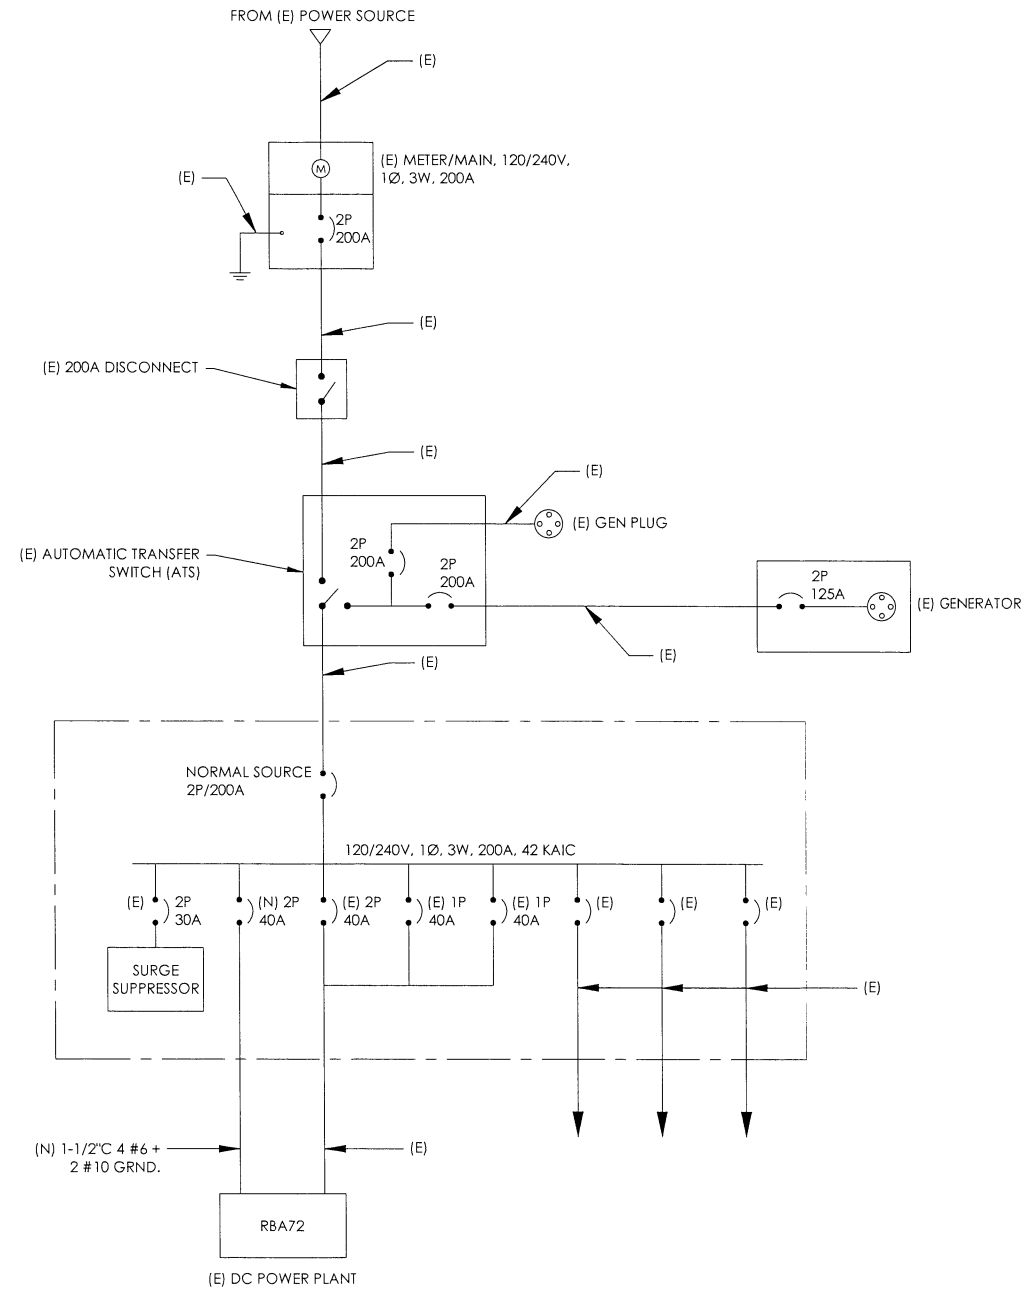 FROM (E) POWER SOURCE
(E)
M
(E) METER/MAIN, 120/240V,
1Ø, 3W, 200A
(E)
2P
200A
(E)
(E) 200A DISCONNECT
(E)
(E)
(E) GEN PLUG
(E) AUTOMATIC TRANSFER
SWITCH (ATS)
2P
200A
2P
200A
2P
125A
(E) GENERATOR
(E)
(E)
NORMAL SOURCE
2P/200A
120/240V, 1Ø, 3W, 200A, 42 KAIC
(E) 2P
30A
(N) 2P
40A
(E) 2P
40A
(E) 1P
40A
(E) 1P
40A
(E)
(E)
(E)
SURGE
SUPPRESSOR
(E)
(N) 1-1/2"C 4 #6 +
2 #10 GRND.
(E)
RBA72
(E) DC POWER PLANT